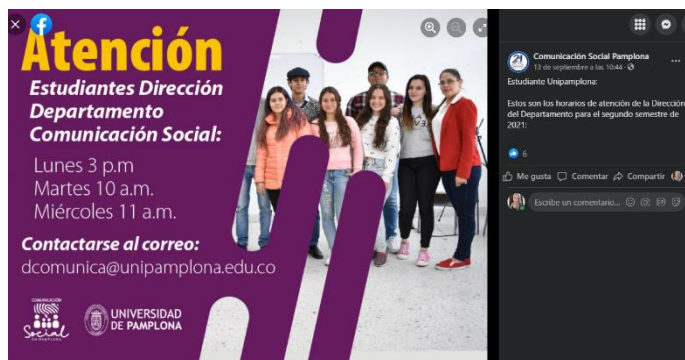 Atención
Estudiantes Dirección
Departamento
Comunicación Social:
Lunes 3 p.m
Martes 10 a.m.
Miércoles 11 a.m.
Contactarse al correo:
dcomunica@unipamplona.edu.co
COMUNICACIÓN
Social
UNIPAMPLONA
UNIVERSIDAD
DE PAMPLONA
Comunicación Social Pamplona
13 de septiembre a las 10:44
Estudiante Unipamplona:
Estos son los horarios de atención de la Dirección
del Departamento para el segundo semestre de
2021:
6
Me gusta Comentar Compartir
Escribe un comentario...